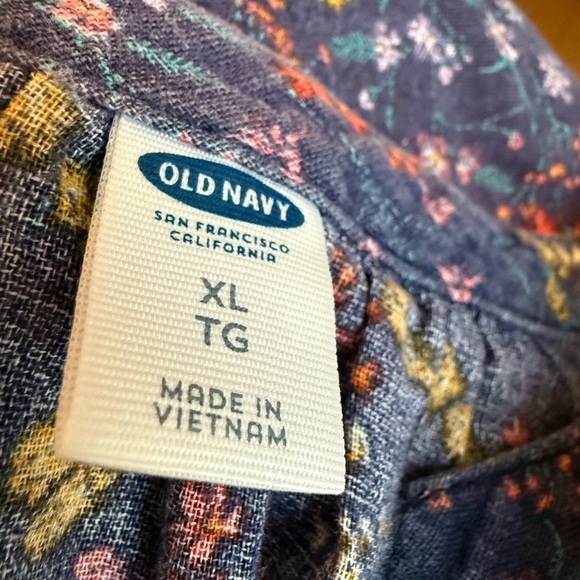 OLD NAVY
SAN FRANCISCO
CALIFORNIA
XL
TG
MADE IN
VIETNAM